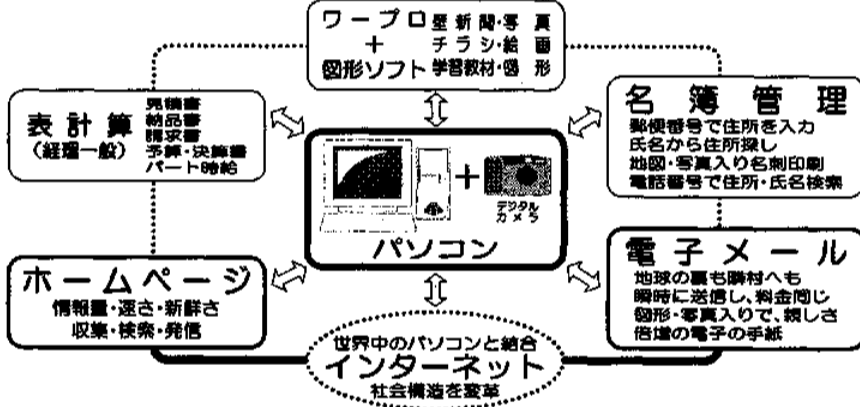 ワープロ 壁新聞・写真
+ チラシ・絵画
図形ソフト 学習教材・図形
表計算
(経理一般)
見積書
納品書
請求書
予算・決算書
パート時給
名簿管理
郵便番号で住所を入力
氏名から住所探し
地図・写真入り名刺印刷
電話番号で住所・氏名検索
+
デジタル
カメラ
パソコン
ホームページ
情報量・速さ・新鮮さ
収集・検索・発信
電子メール
地球の裏も隣村へも
瞬時に送信し、料金同じ
図形・写真入りで、親しさ
倍増の電子の手紙
世界中のパソコンと結合
インターネット
社会構造を変革